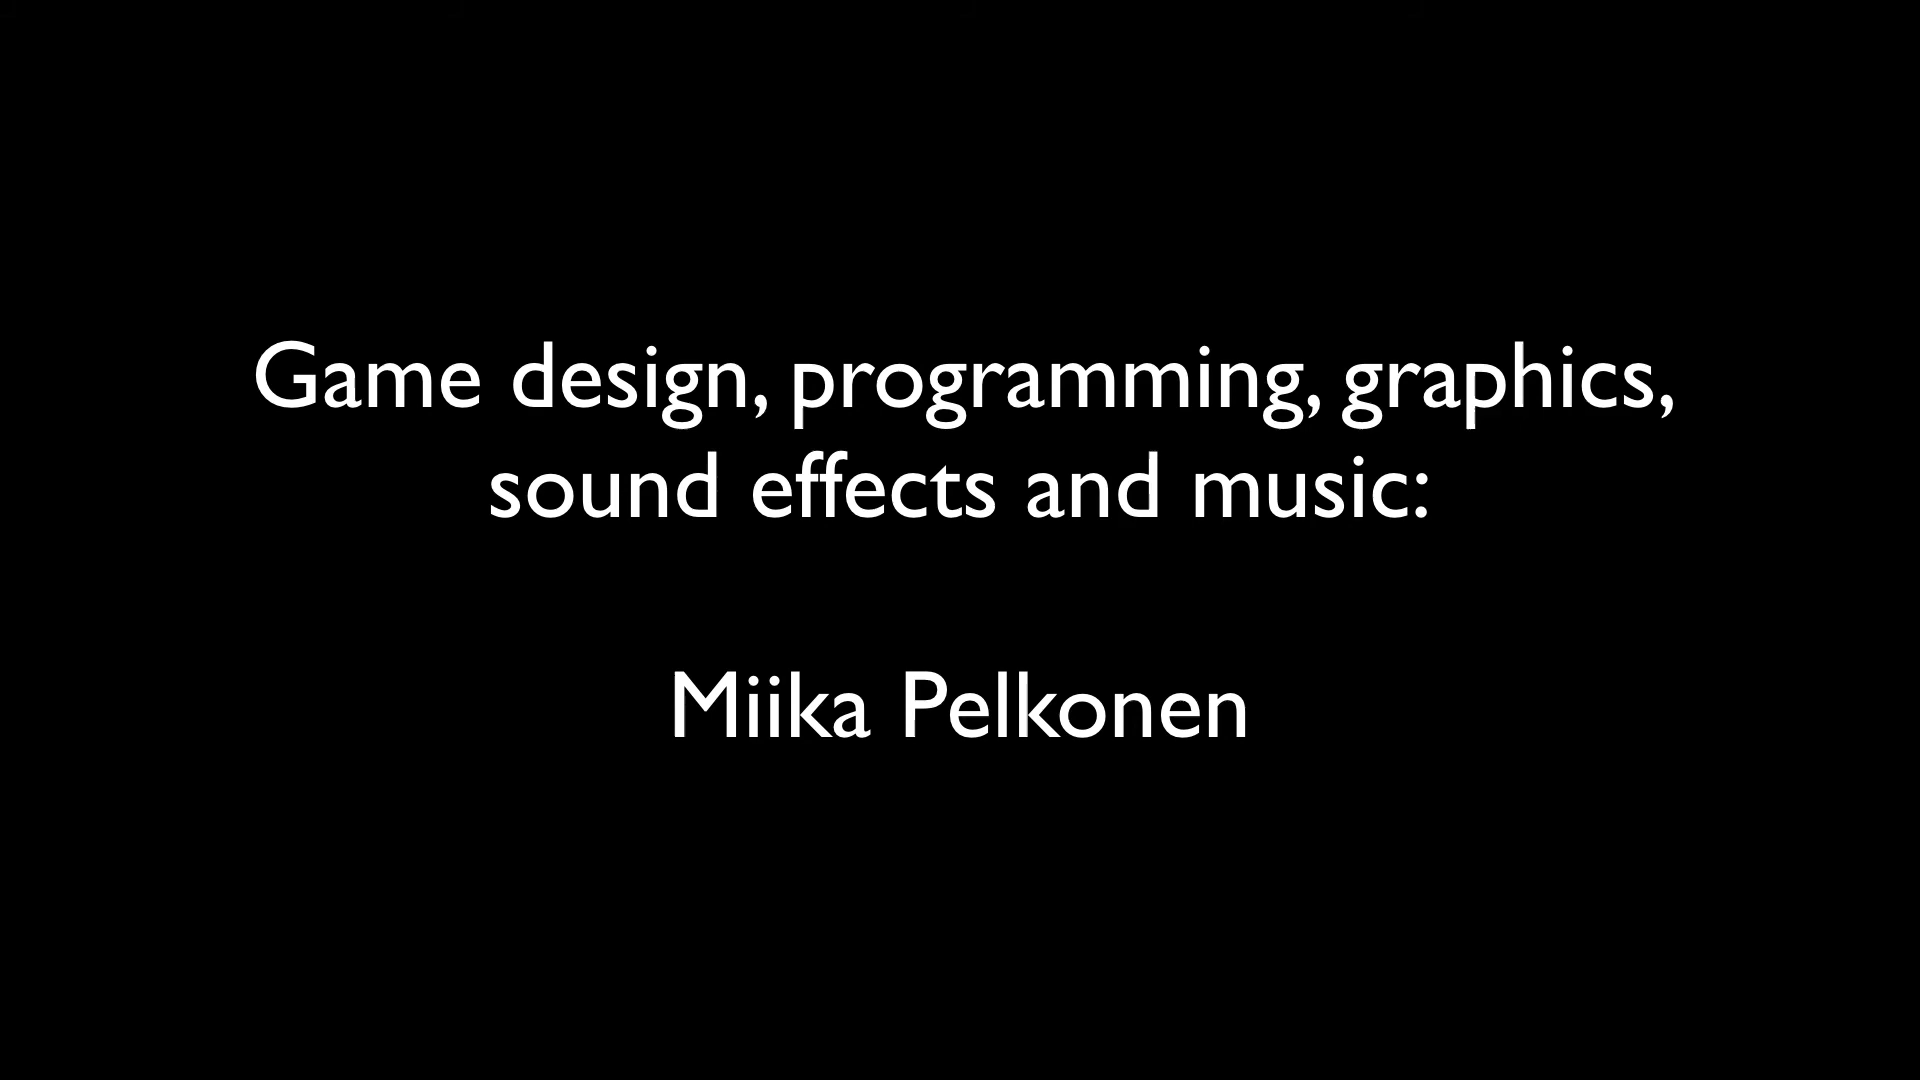 Game design, programming, graphics,
sound effects and music:
Miika Pelkonen